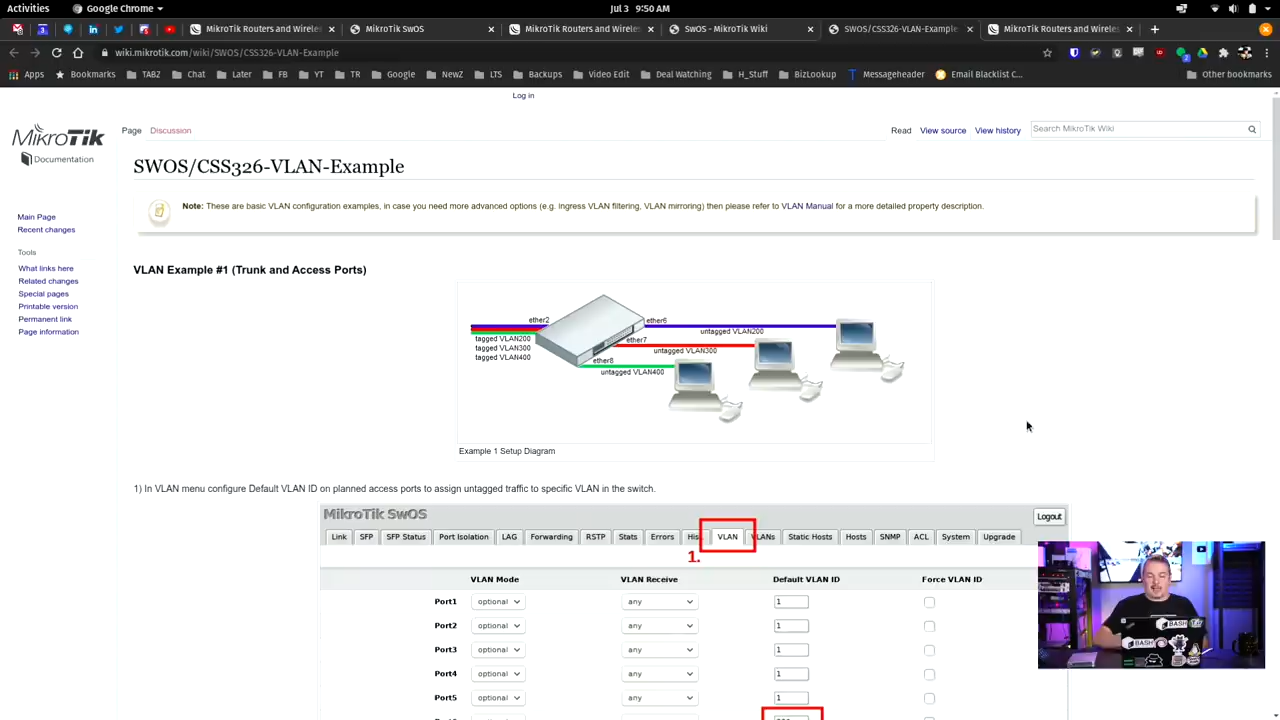 Activities
Google Chrome
Jul 3 9:50 AM
MikroTik Routers and Wireles
MikroTik SwOS
MikroTik Routers and Wireles
SwOS - MikroTik Wiki
SWOS/CSS326-VLAN-Example
MikroTik Routers and Wireles
wiki.mikrotik.com/wiki/SWOS/CSS326-VLAN-Example
Apps
Bookmarks
TABZ
Chat
Later
FB
YT
TR
Google
NewZ
LTS
Backups
Video Edit
Deal Watching
H_Stuff
BizLookup
Messageheader
Email Blacklist C...
Other bookmarks
Log in
MikroTik
Documentation
Page
Discussion
Read
View source
View history
Search MikroTik Wiki
SWOS/CSS326-VLAN-Example
Note: These are basic VLAN configuration examples, in case you need more advanced options (e.g. ingress VLAN filtering, VLAN mirroring) then please refer to VLAN Manual for a more detailed property description.
Main Page
Recent changes
Tools
What links here
Related changes
Special pages
Printable version
Permanent link
Page information
VLAN Example #1 (Trunk and Access Ports)
ether2
tagged VLAN200
tagged VLAN300
tagged VLAN400
ether6
untagged VLAN200
ether7
untagged VLAN300
ether8
untagged VLAN400
Example 1 Setup Diagram
1) In VLAN menu configure Default VLAN ID on planned access ports to assign untagged traffic to specific VLAN in the switch.
MikroTik SwOS
Logout
Link
SFP
SFP Status
Port Isolation
LAG
Forwarding
RSTP
Stats
Errors
His
VLAN
VLANs
Static Hosts
Hosts
SNMP
ACL
System
Upgrade
1.
VLAN Mode
VLAN Receive
Default VLAN ID
Force VLAN ID
Port1 optional any 1
Port2 optional any 1
Port3 optional any 1
Port4 optional any 1
Port5 optional any 1
BASH
BASH